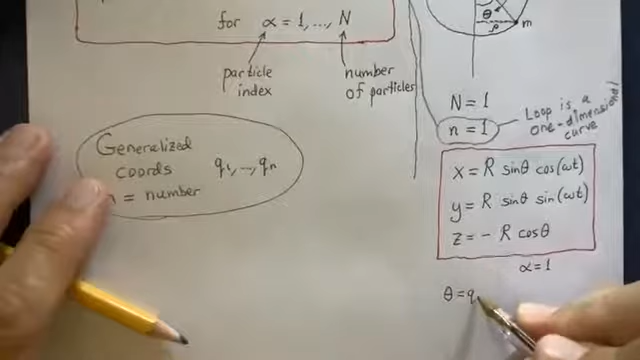 for α = 1, ..., N
particle
index
number
of particles
Generalized
coords q₁, ..., qn
n = number
θ
ρ
m
N = 1
n = 1
Loop is a
one-dimensional
curve
x = R sinθ cos(ωt)
y = R sinθ sin(ωt)
z = - R cosθ
α = 1
θ = q